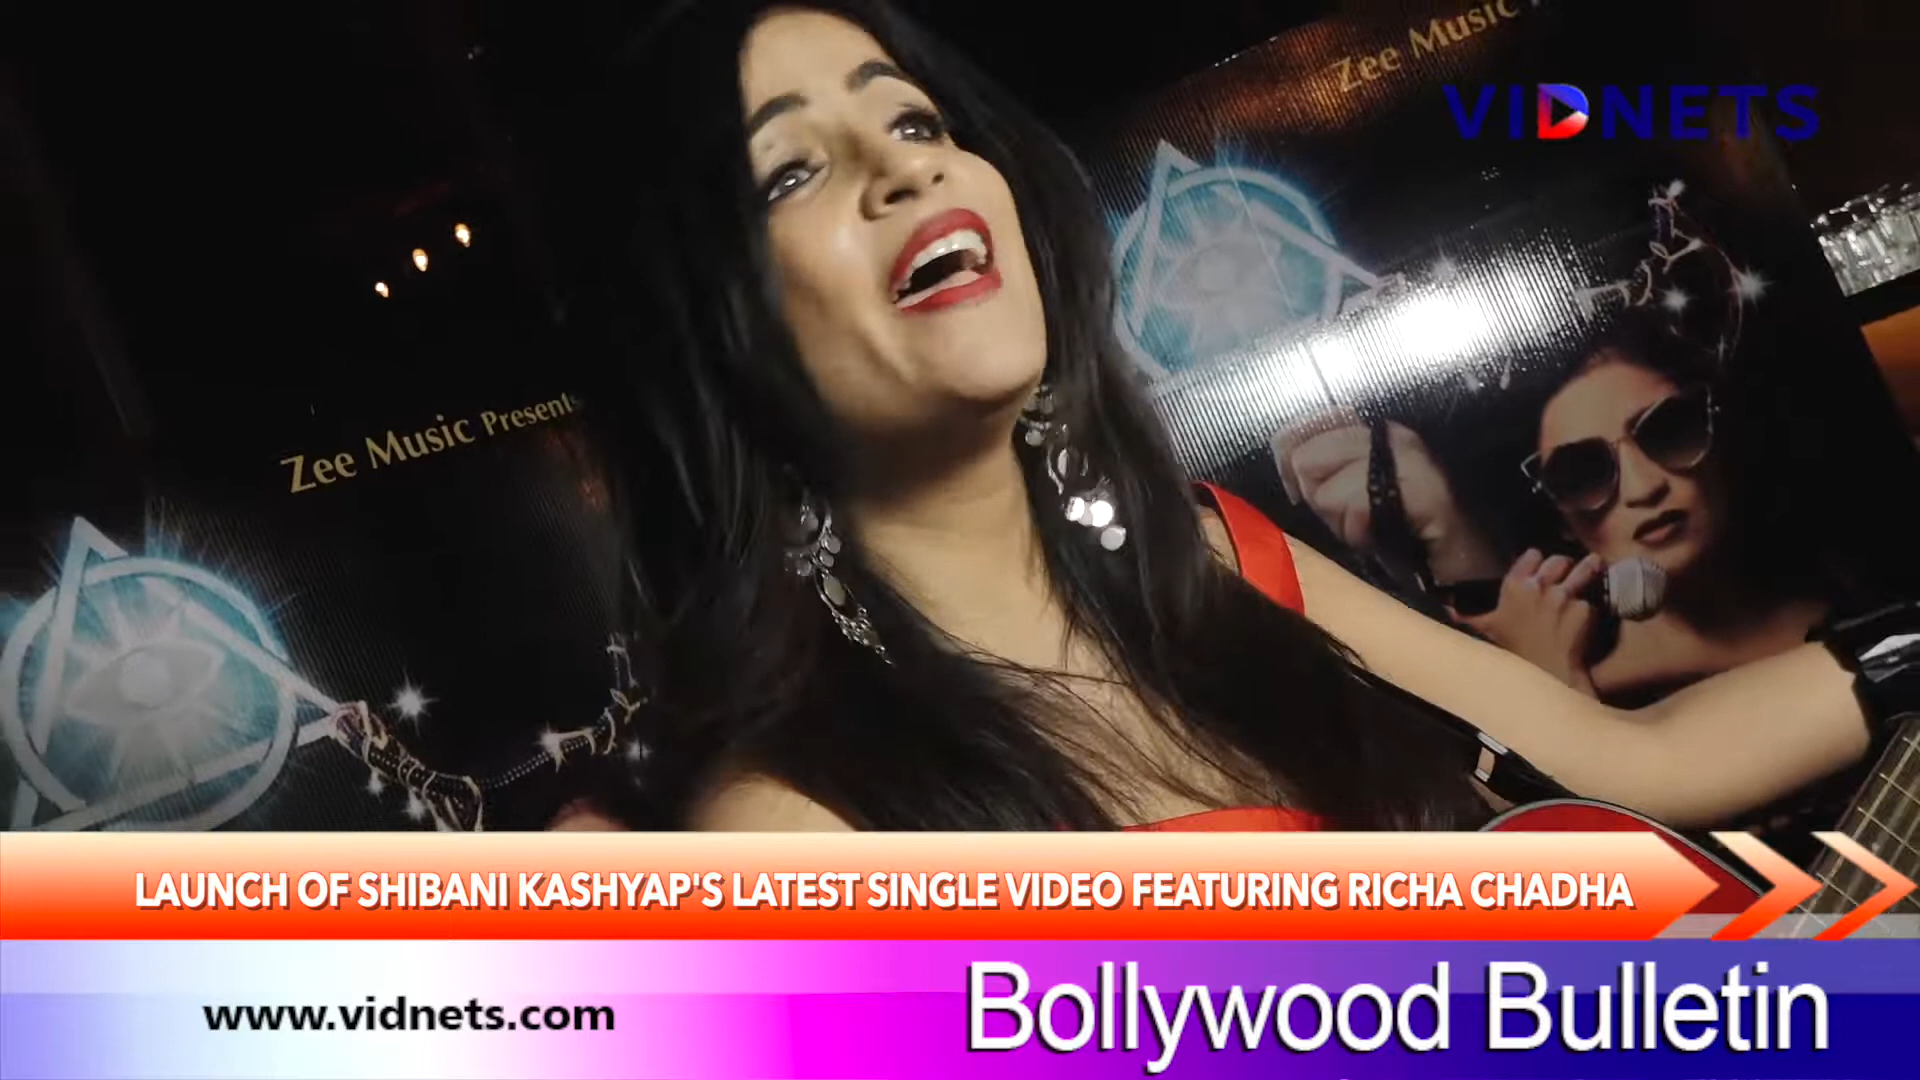 Zee Music
VIDNETS
Zee Music Presents
LAUNCH OF SHIBANI KASHYAP'S LATEST SINGLE VIDEO FEATURING RICHA CHADHA
www.vidnets.com
Bollywood Bulletin